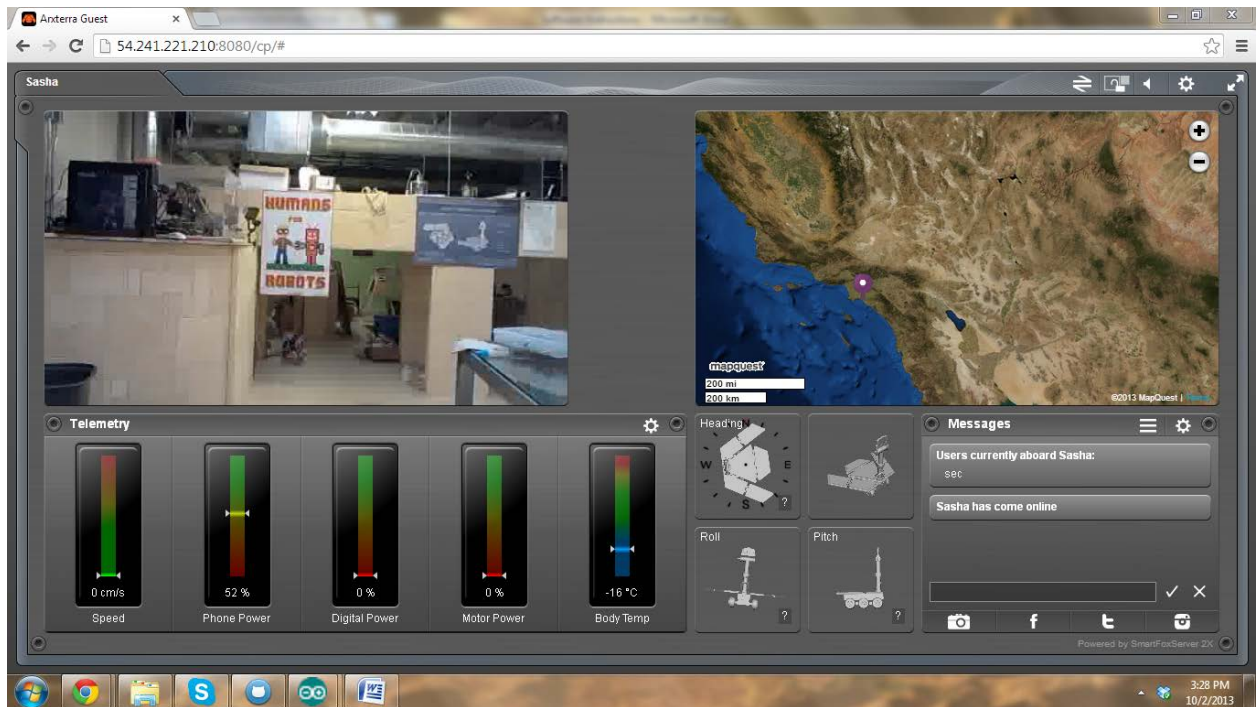 Arxterra Guest
54.241.221.210:8080/cp/#
Sasha
HUMANS
FOR
ROBOTS
mapquest
200 mi
200 km
©2013 MapQuest |
Telemetry
0 cm/s
52 %
0 %
0 %
-16 °C
Speed
Phone Power
Digital Power
Motor Power
Body Temp
Heading
N
W
E
S
?
Roll
?
Pitch
?
Messages
Users currently aboard Sasha:
sec
Sasha has come online
Powered by SmartFoxServer 2X
3:28 PM
10/2/2013